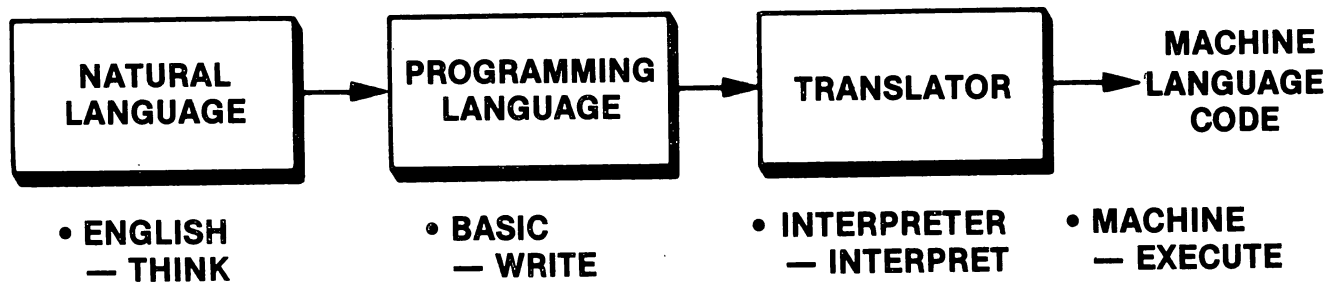 NATURAL
LANGUAGE
PROGRAMMING
LANGUAGE
TRANSLATOR
MACHINE
LANGUAGE
CODE
• ENGLISH
— THINK
• BASIC
— WRITE
• INTERPRETER
— INTERPRET
• MACHINE
— EXECUTE